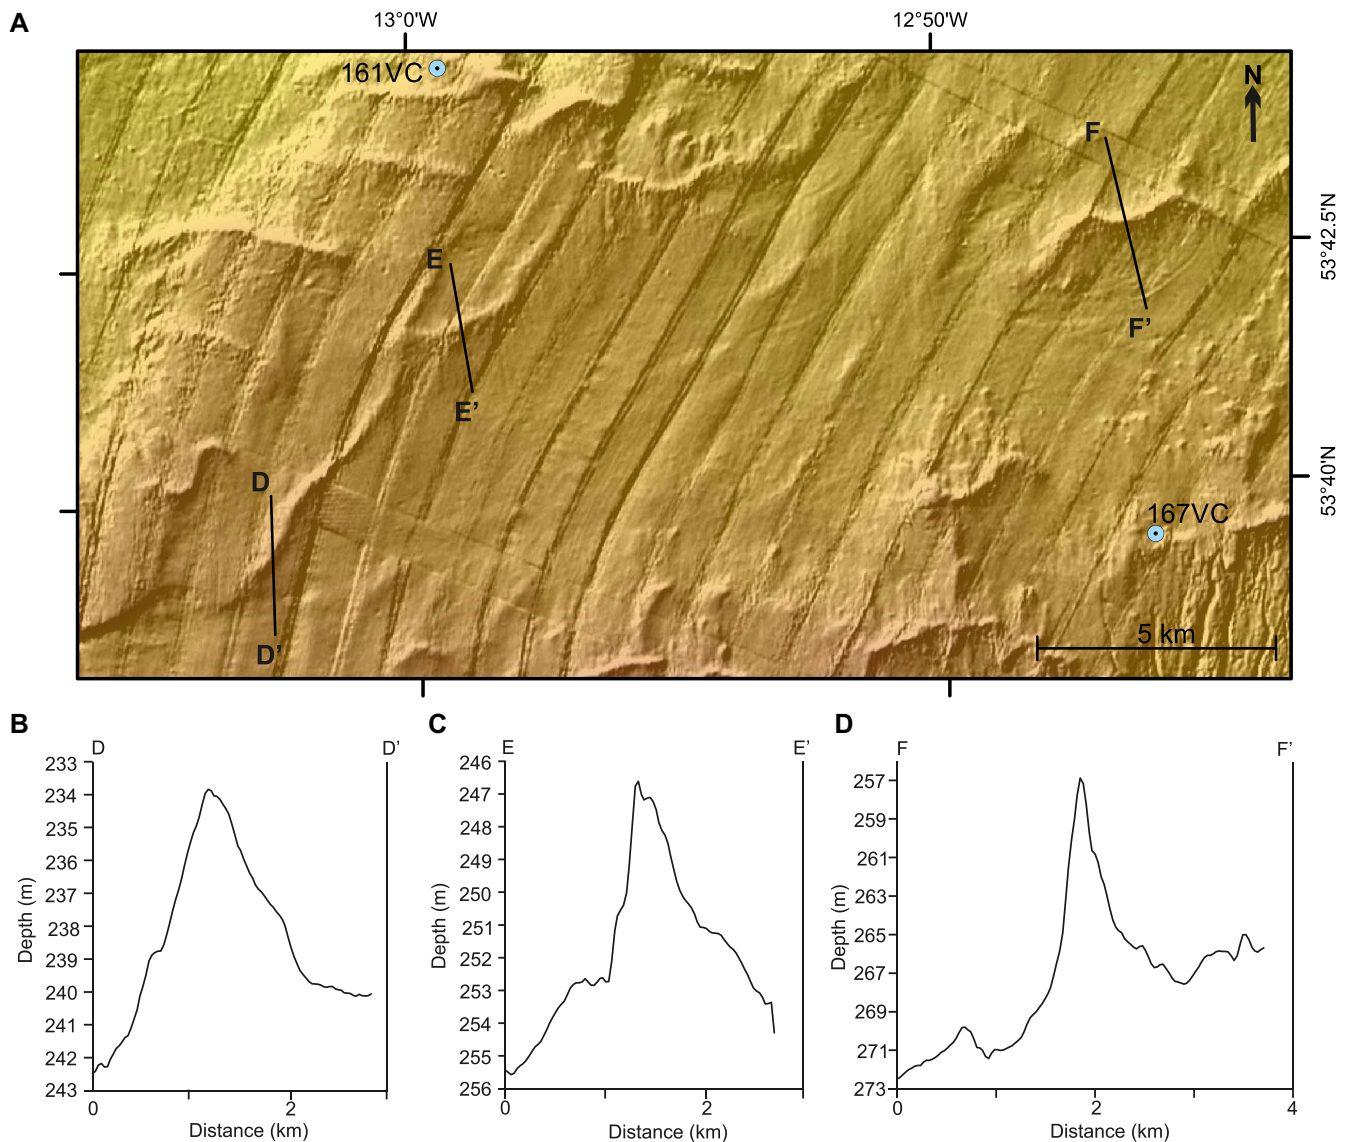 A
13°0'W
12°50'W
161VC
N
F
53°42.5'N
E
F’
E’
D
53°40'N
167VC
5 km
D’
B
D
D’
233
234
235
236
237
238
239
240
241
242
243
Depth (m)
0
2
Distance (km)
C
E
E’
246
247
248
249
250
251
252
253
254
255
256
Depth (m)
0
2
Distance (km)
D
F
F’
257
259
261
263
265
267
269
271
273
Depth (m)
0
2
4
Distance (km)